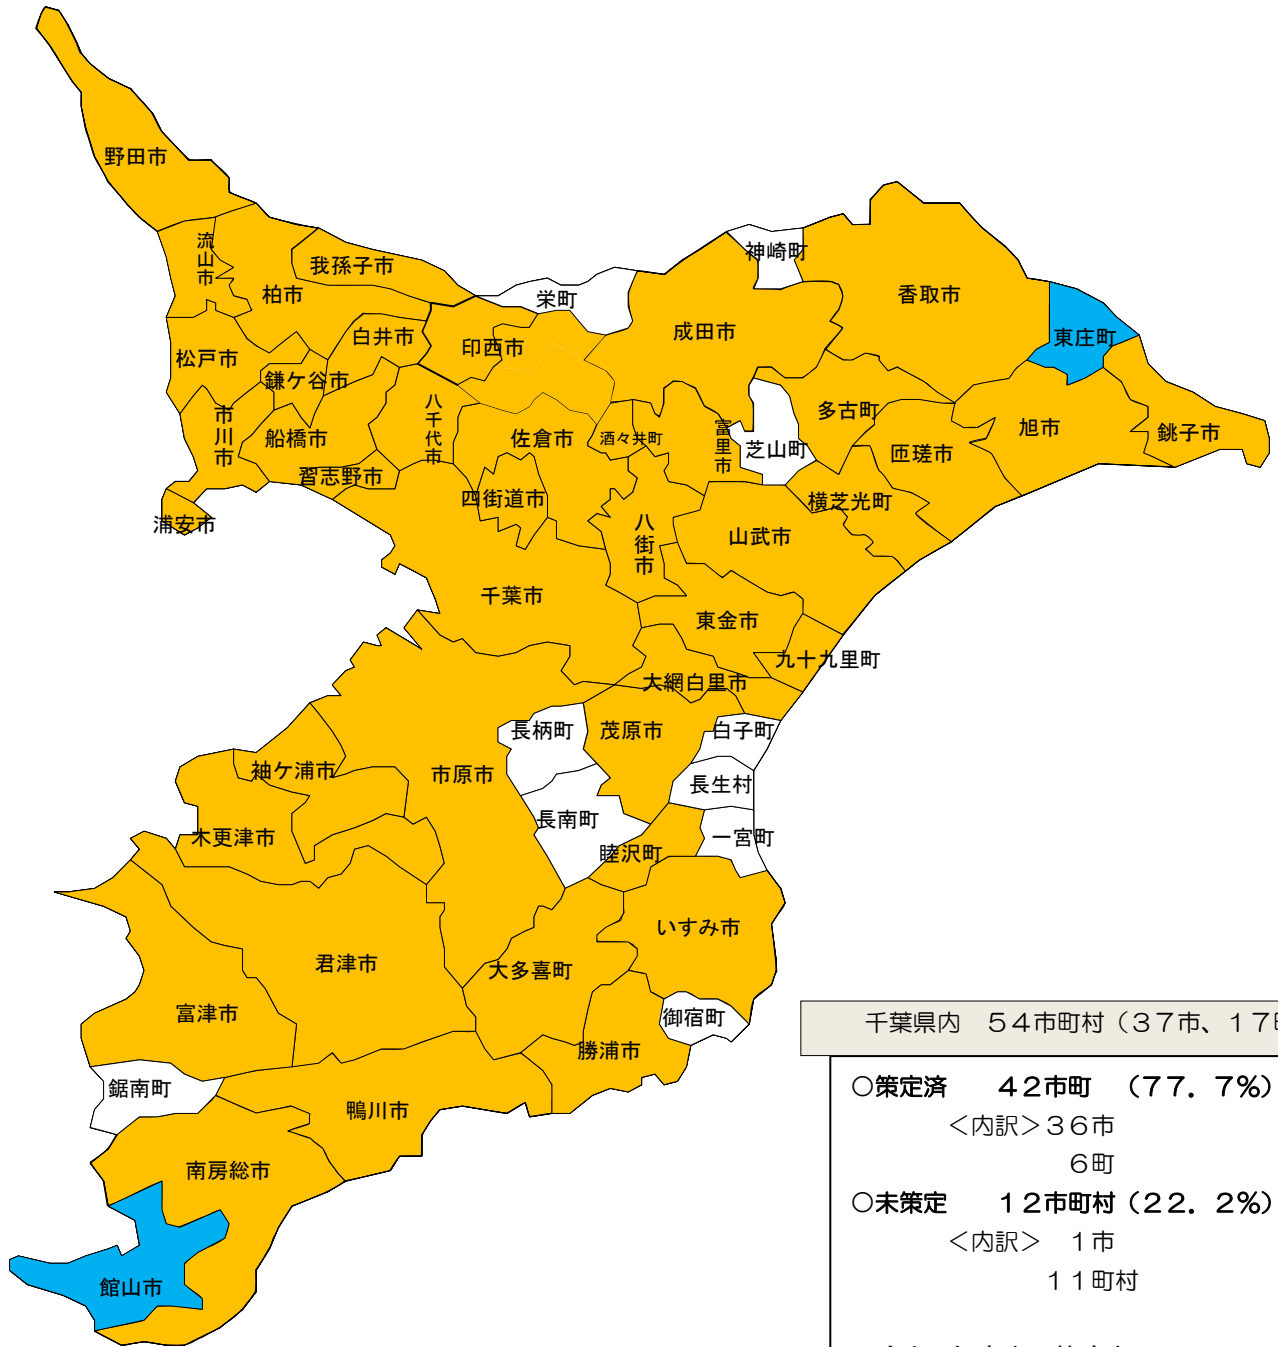 野田市
流山市
我孫子市
柏市
神崎町
栄町
香取市
成田市
東庄町
白井市
印西市
松戸市
鎌ケ谷市
八千代市
多古町
市川市
船橋市
佐倉市
酒々井町
富里市
芝山町
匝瑳市
旭市
銚子市
習志野市
四街道市
横芝光町
浦安市
八街市
山武市
千葉市
東金市
九十九里町
大網白里市
長柄町
茂原市
白子町
袖ケ浦市
市原市
長生村
長南町
木更津市
一宮町
睦沢町
いすみ市
君津市
大多喜町
富津市
御宿町
勝浦市
鋸南町
鴨川市
南房総市
館山市
千葉県内 54市町村（37市、17
○策定済 42市町 （77．7%）
＜内訳＞36市
6町
○未策定 12市町村（22．2%）
＜内訳＞ 1市
11町村